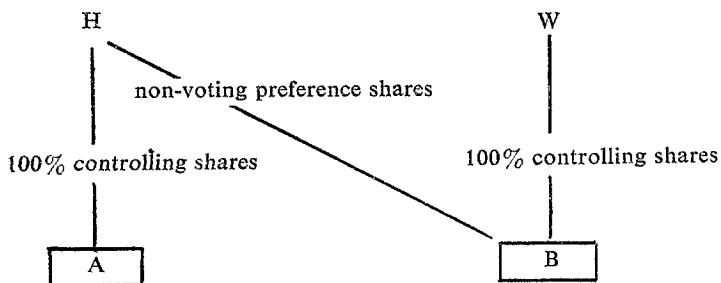 H W
non-voting preference shares
100% controlling shares 100% controlling shares
A B